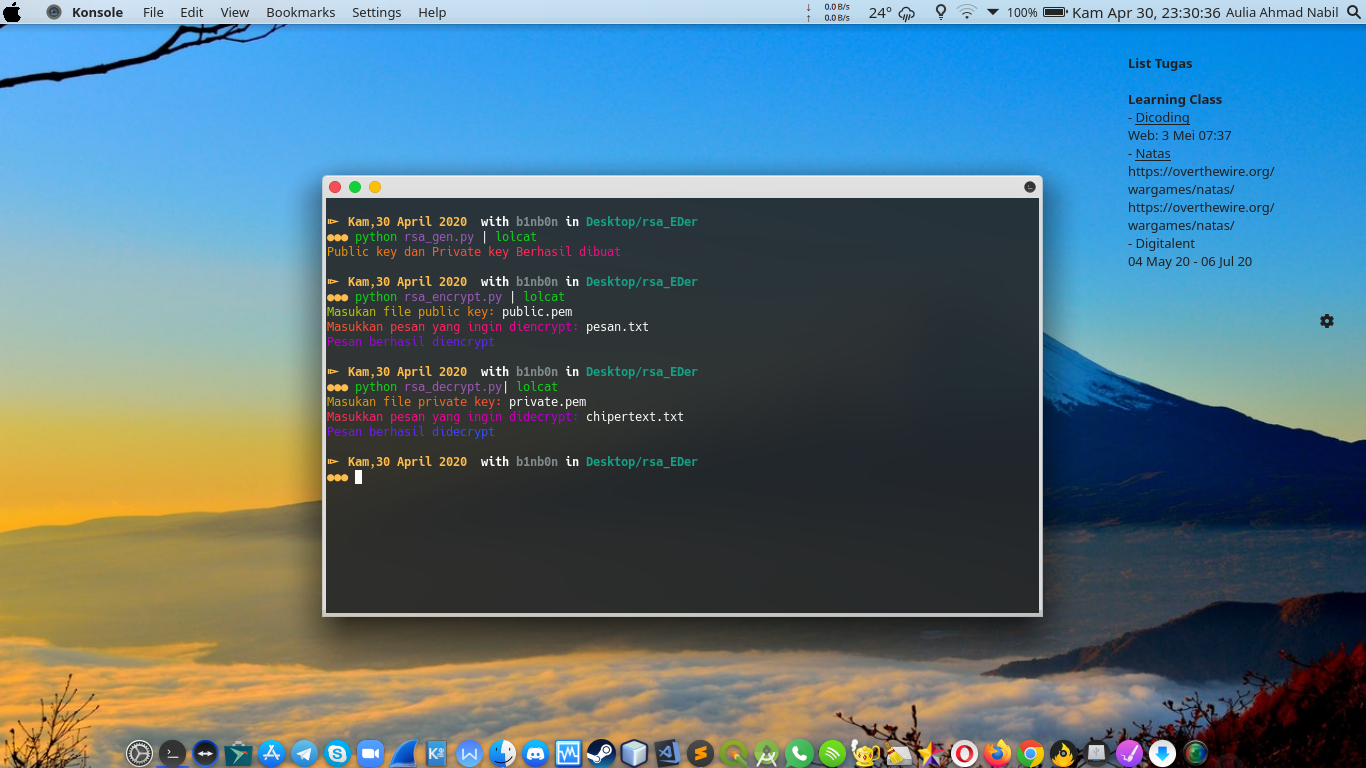 Konsole File Edit View Bookmarks Settings Help
↓ 0.0 B/s
↑ 0.0 B/s
24° 100% Kam Apr 30, 23:30:36 Aulia Ahmad Nabil
List Tugas
Learning Class
- Dicoding
Web: 3 Mei 07:37
- Natas
https://overthewire.org/
wargames/natas/
https://overthewire.org/
wargames/natas/
- Digitalent
04 May 20 - 06 Jul 20
Kam,30 April 2020 with b1nb0n in Desktop/rsa_EDer
●●● python rsa_gen.py | lolcat
Public key dan Private key Berhasil dibuat
Kam,30 April 2020 with b1nb0n in Desktop/rsa_EDer
●●● python rsa_encrypt.py | lolcat
Masukan file public key: public.pem
Masukkan pesan yang ingin diencrypt: pesan.txt
Pesan berhasil diencrypt
Kam,30 April 2020 with b1nb0n in Desktop/rsa_EDer
●●● python rsa_decrypt.py| lolcat
Masukan file private key: private.pem
Masukkan pesan yang ingin didecrypt: chipertext.txt
Pesan berhasil didecrypt
Kam,30 April 2020 with b1nb0n in Desktop/rsa_EDer
●●●